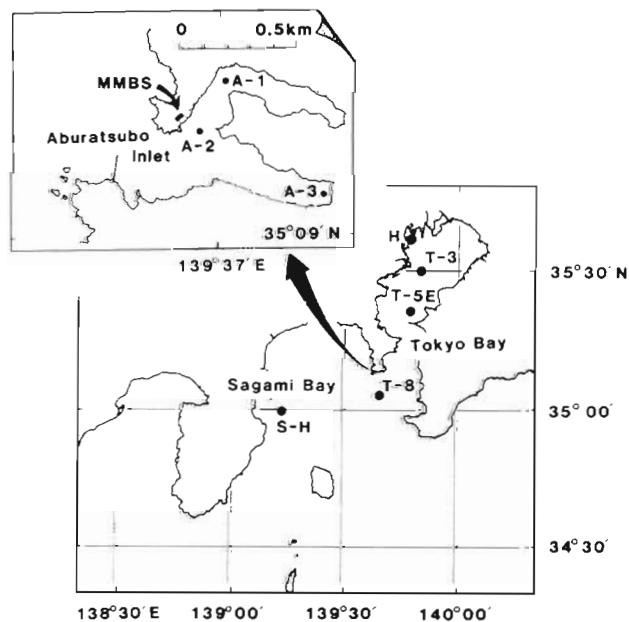 0 0.5km
MMBS
A-1
Aburatsubo
Inlet
A-2
A-3
35°09′N
139°37′E
H
T-3
35°30′N
T-5E
Tokyo Bay
Sagami Bay
T-8
S-H
35°00′
34°30′
138°30′E 139°00′ 139°30′ 140°00′